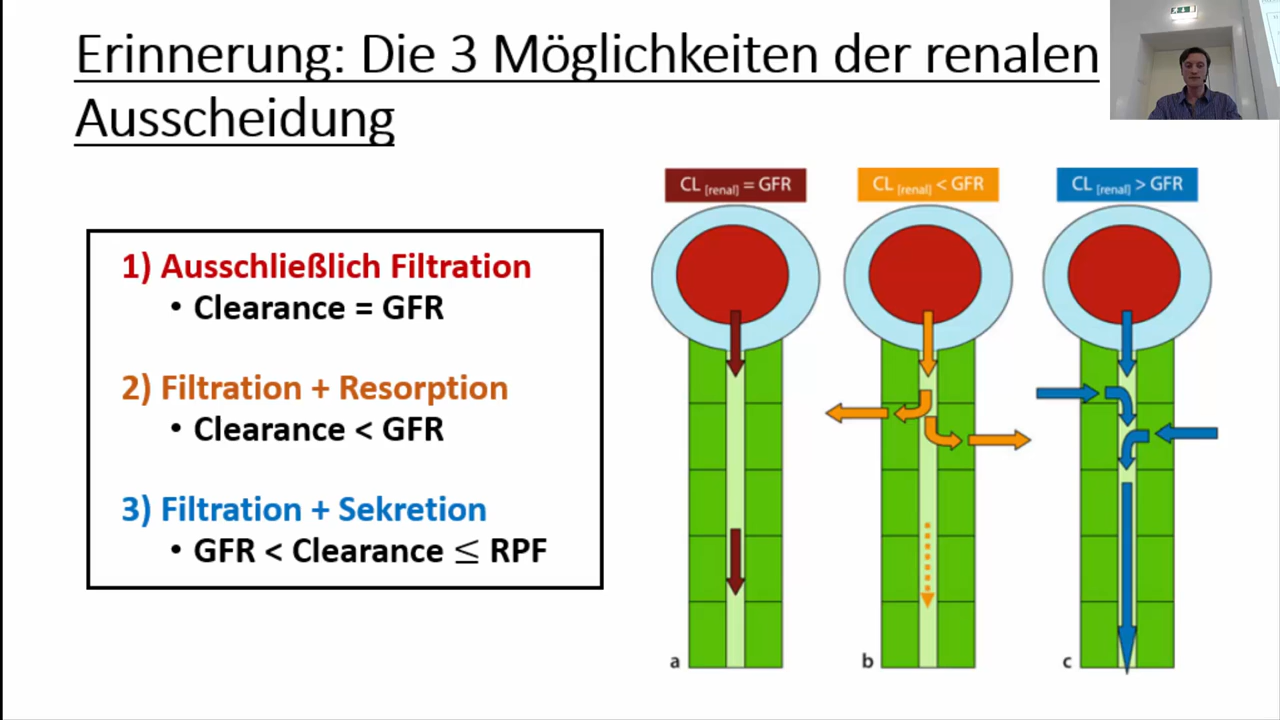 Erinnerung: Die 3 Möglichkeiten der renalen
Ausscheidung
1) Ausschließlich Filtration
• Clearance = GFR
2) Filtration + Resorption
• Clearance < GFR
3) Filtration + Sekretion
• GFR < Clearance ≤ RPF
CL [renal] = GFR
CL [renal] < GFR
CL [renal] > GFR
a
b
c